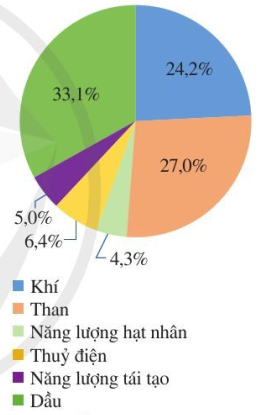 24,2%
33,1%
27,0%
5,0%
6,4%
4,3%
Khí
Than
Năng lượng hạt nhân
Thuỷ điện
Năng lượng tái tạo
Dầu